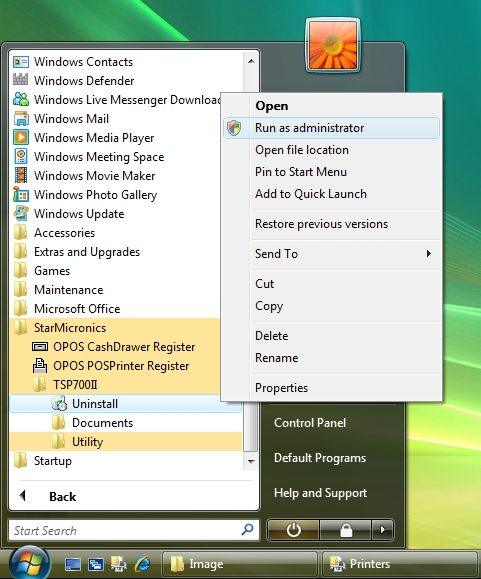 Windows Contacts
Windows Defender
Windows Live Messenger Download
Windows Mail
Windows Media Player
Windows Meeting Space
Windows Movie Maker
Windows Photo Gallery
Windows Update
Accessories
Extras and Upgrades
Games
Maintenance
Microsoft Office
StarMicronics
OPOS CashDrawer Register
OPOS POSPrinter Register
TSP700II
Uninstall
Documents
Utility
Startup
Back
Start Search
Open
Run as administrator
Open file location
Pin to Start Menu
Add to Quick Launch
Restore previous versions
Send To
Cut
Copy
Delete
Rename
Properties
Control Panel
Default Programs
Help and Support
Image
Printers